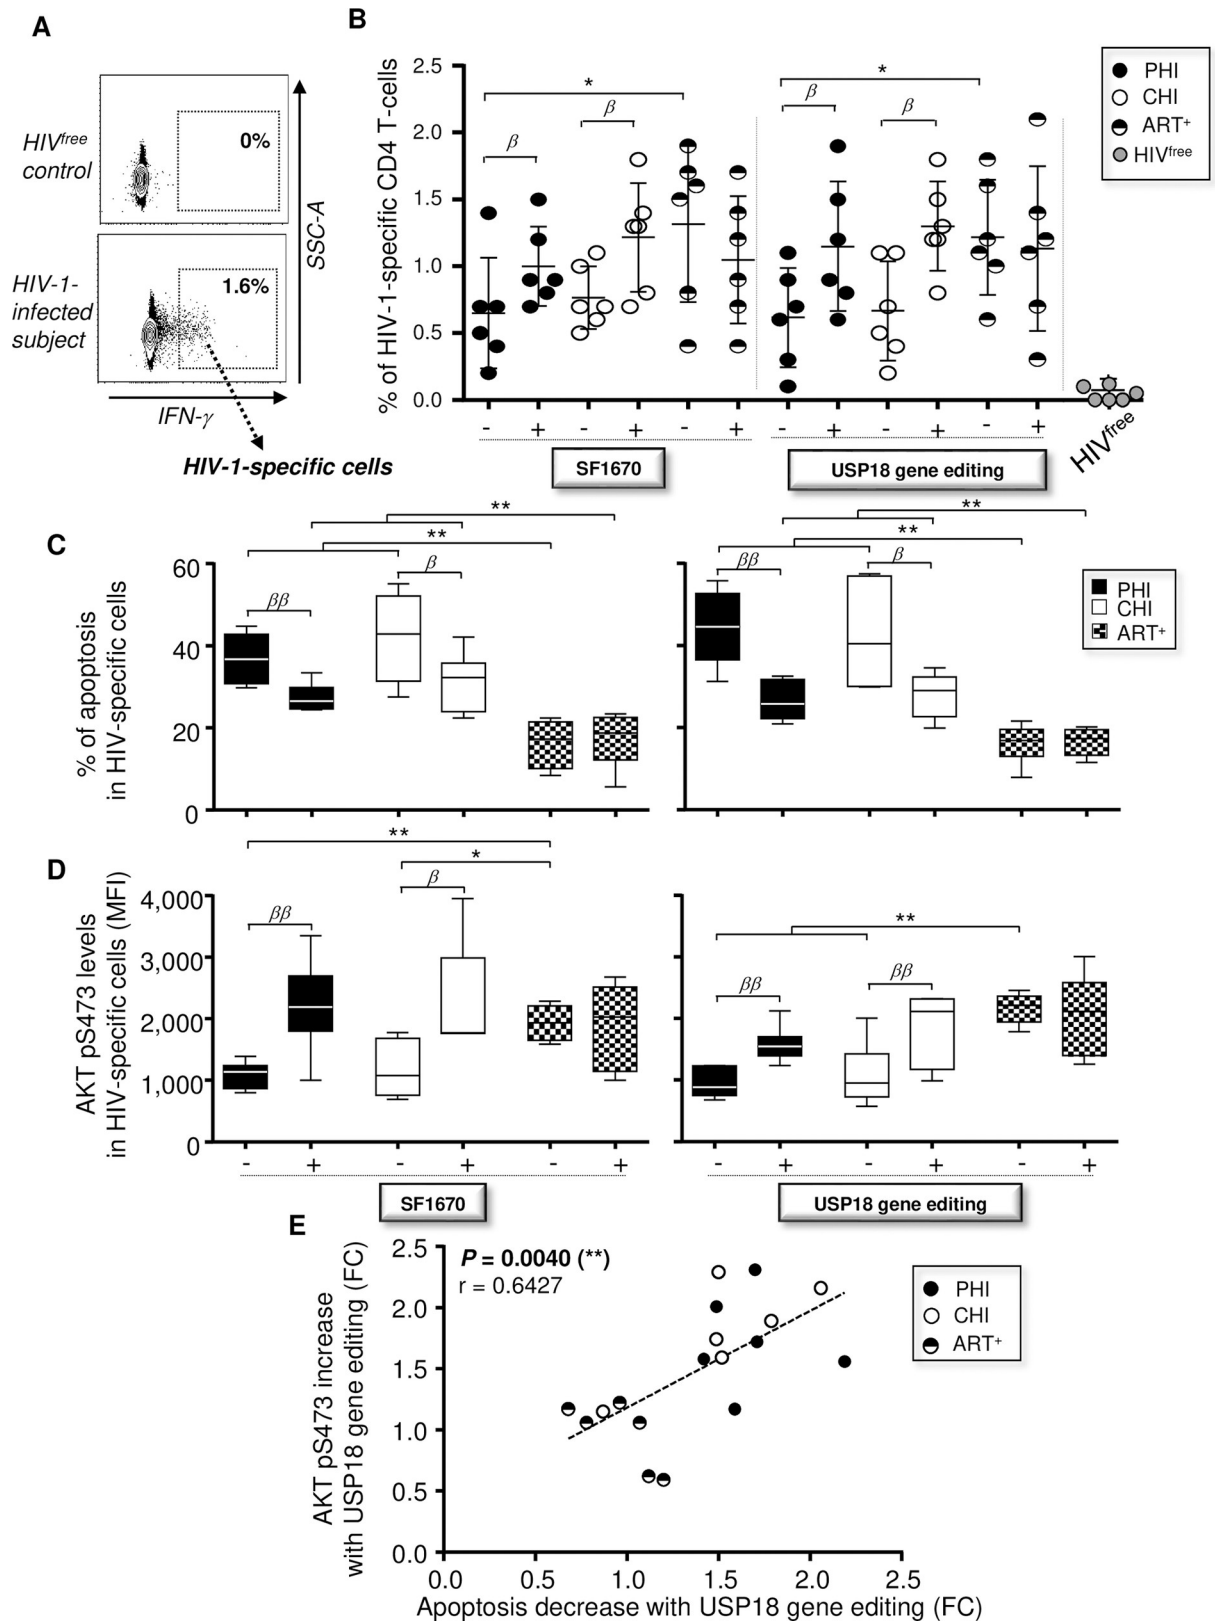 A
HIVfree
control
0%
HIV-1-
infected
subject
1.6%
SSC-A
IFN-γ
HIV-1-specific cells
B
% of HIV-1-specific CD4 T-cells
2.5
2.0
1.5
1.0
0.5
0.0
*
β
β
*
β
β
- + - + - + - + - + - +
SF1670
USP18 gene editing
HIVfree
PHI
CHI
ART+
HIVfree
C
% of apoptosis
in HIV-specific cells
60
40
20
0
**
**
ββ
β
**
**
ββ
β
PHI
CHI
ART+
D
AKT pS473 levels
in HIV-specific cells (MFI)
4,000
3,000
2,000
1,000
0
**
*
β
ββ
**
ββ
ββ
- + - + - + - + - + - +
SF1670
USP18 gene editing
E
AKT pS473 increase
with USP18 gene editing (FC)
2.5
2.0
1.5
1.0
0.5
0.0
P = 0.0040 (**)
r = 0.6427
PHI
CHI
ART+
0.0 0.5 1.0 1.5 2.0 2.5
Apoptosis decrease with USP18 gene editing (FC)